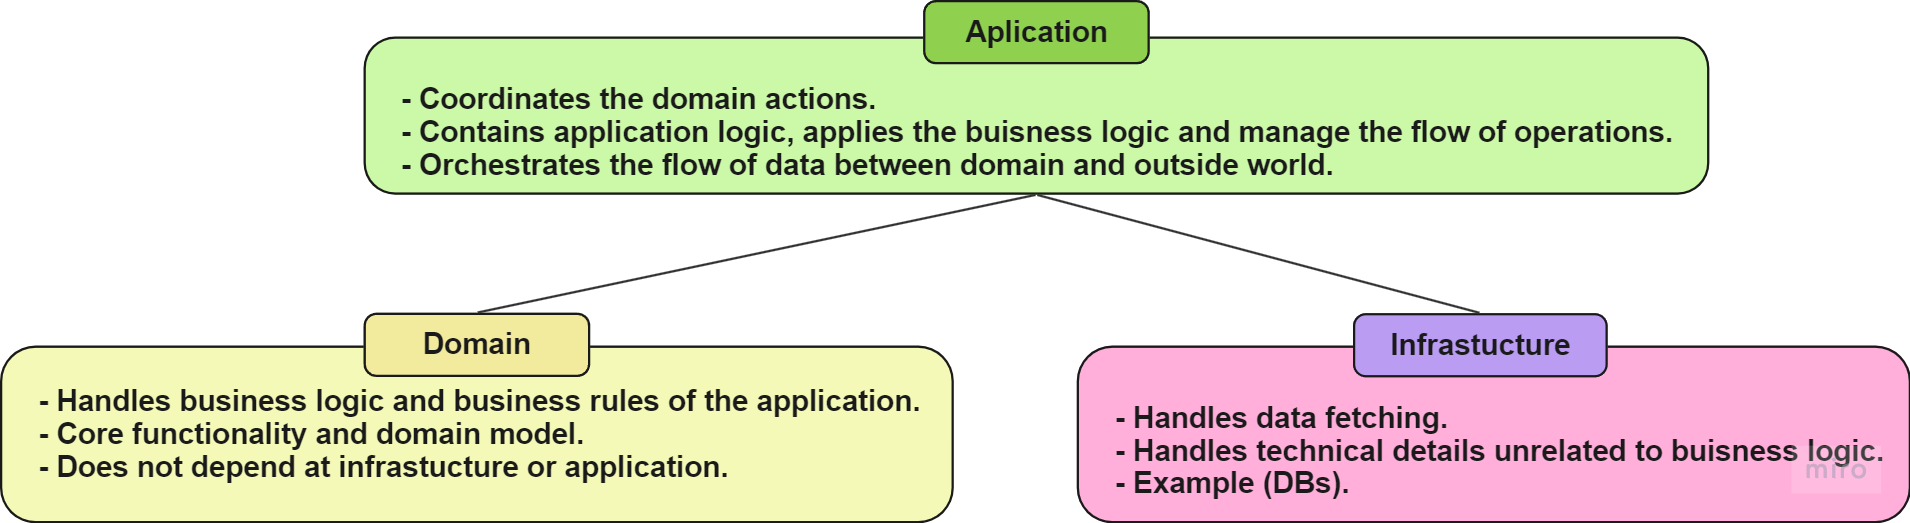 Aplication
- Coordinates the domain actions.
- Contains application logic, applies the buisness logic and manage the flow of operations.
- Orchestrates the flow of data between domain and outside world.
Domain
- Handles business logic and business rules of the application.
- Core functionality and domain model.
- Does not depend at infrastucture or application.
Infrastucture
- Handles data fetching.
- Handles technical details unrelated to buisness logic.
- Example (DBs).
miro